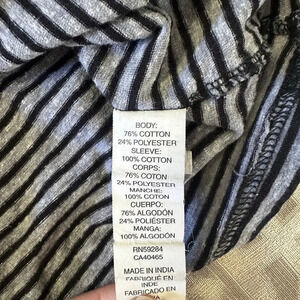 BODY:
76% COTTON
24% POLYESTER
SLEEVE:
100% COTTON
CORPS:
76% COTON
24% POLYESTER
MANCHE:
100% COTON
CUERPO:
76% ALGODÓN
24% POLIÉSTER
MANGA:
100% ALGODÓN
RN59284
CA40465
MADE IN INDIA
FABRIQUÉ EN
INDE
FABRICADO EN